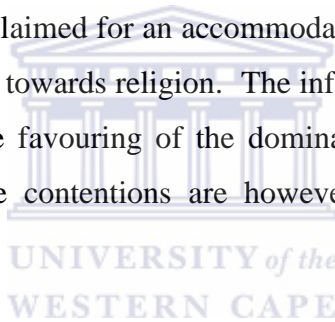 laimed for an accommoda
towards religion. The inf
favouring of the domina
contentions are howeve
UNIVERSITY of the
WESTERN CAPE